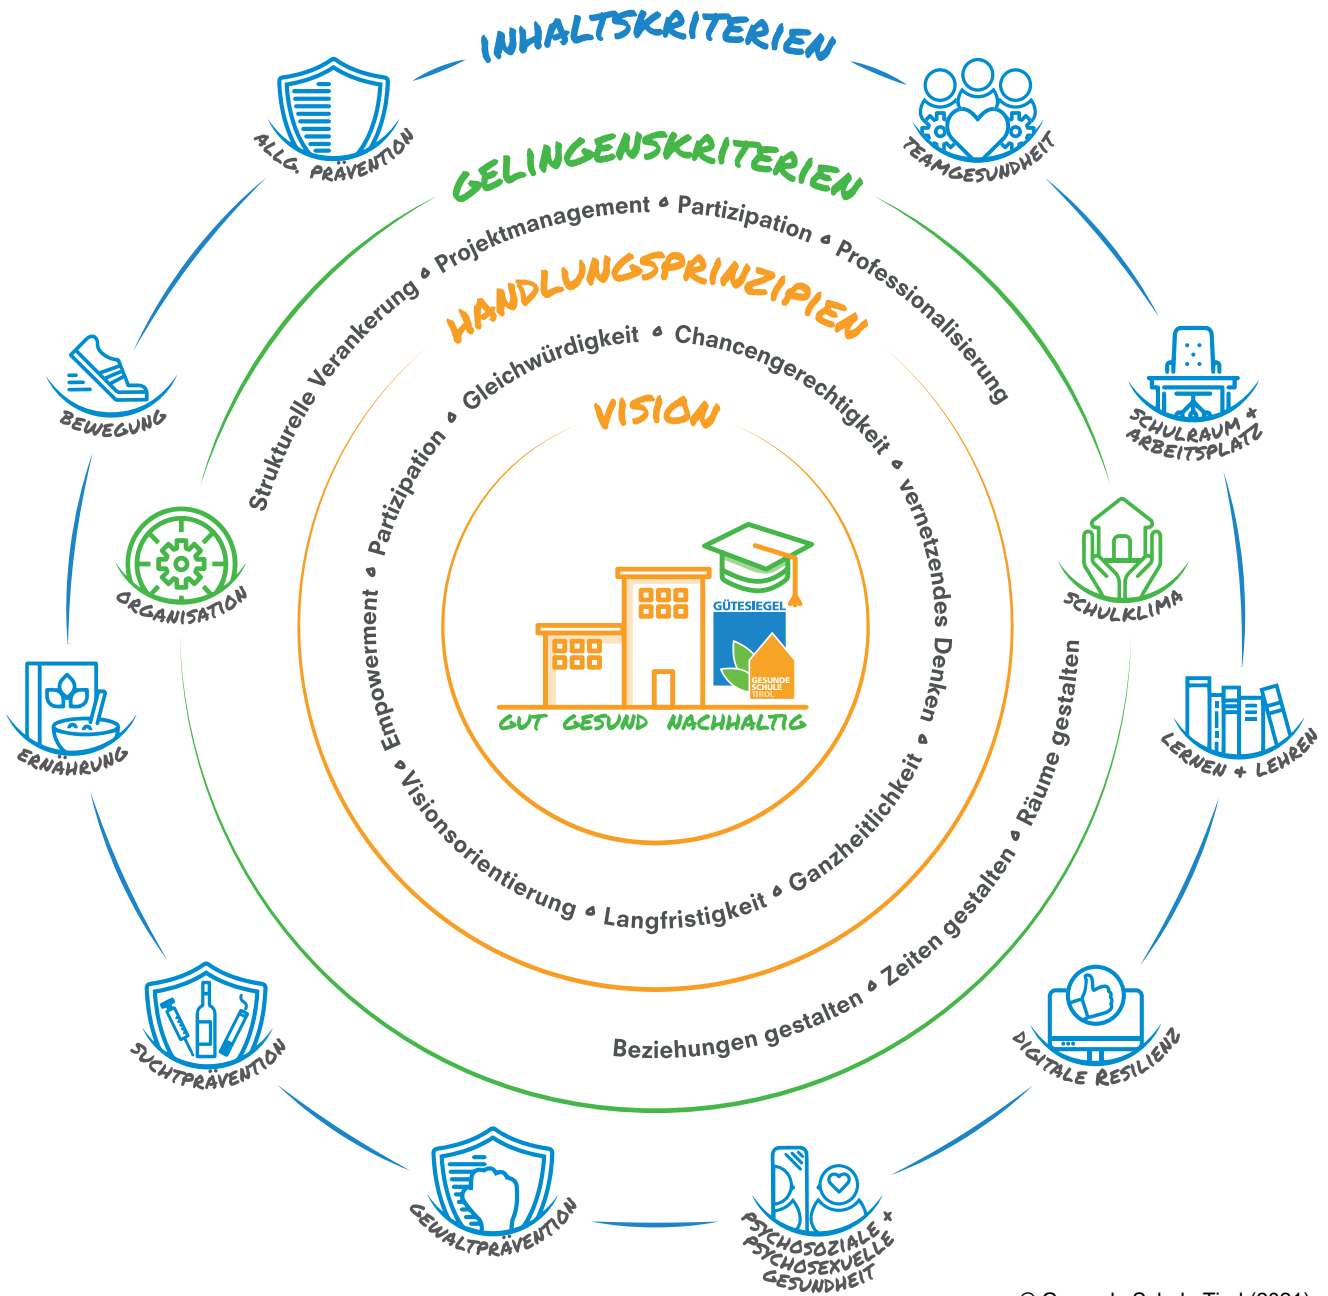 INHALTSKRITERIEN
TEAMGESUNDHEIT
SCHULRAUM +
ARBEITSPLATZ
LERNEN + LEHREN
DIGITALE RESILIENZ
PSYCHOSOZIALE +
PSYCHOSEXUELLE
GESUNDHEIT
GEWALTPRÄVENTION
SUCHTPRÄVENTION
ERNÄHRUNG
BEWEGUNG
ALLG. PRÄVENTION
GELINGENSKRITERIEN
Strukturelle Verankerung • Projektmanagement • Partizipation • Professionalisierung
SCHULKLIMA
Beziehungen gestalten • Zeiten gestalten • Räume gestalten
ORGANISATION
HANDLUNGSPRINZIPIEN
Gleichwürdigkeit • Chancengerechtigkeit • vernetzendes Denken • Ganzheitlichkeit • Langfristigkeit • Visionsorientierung • Empowerment • Partizipation •
VISION
GÜTESIEGEL
GESUNDE
SCHULE
TIROL
GUT GESUND NACHHALTIG